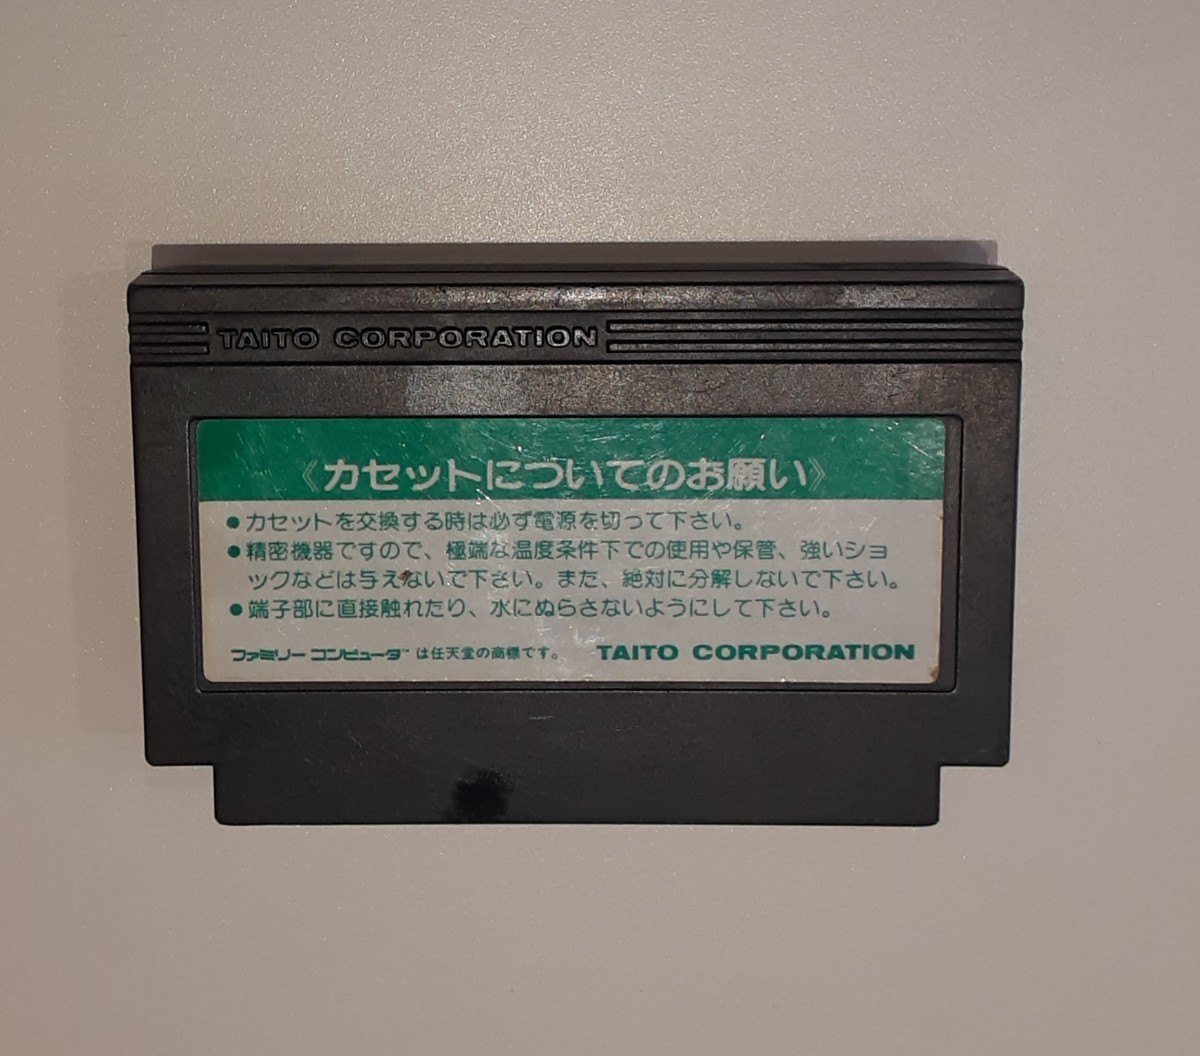 TAITO CORPORATION
《カセットについてのお願い》
●カセットを交換する時は必ず電源を切って下さい。
●精密機器ですので、極端な温度条件下での使用や保管、強いショ
ックなどは与えないで下さい。また、絶対に分解しないで下さい。
●端子部に直接触れたり、水にぬらさないようにして下さい。
ファミリーコンピュータ™は任天堂の商標です。 TAITO CORPORATION